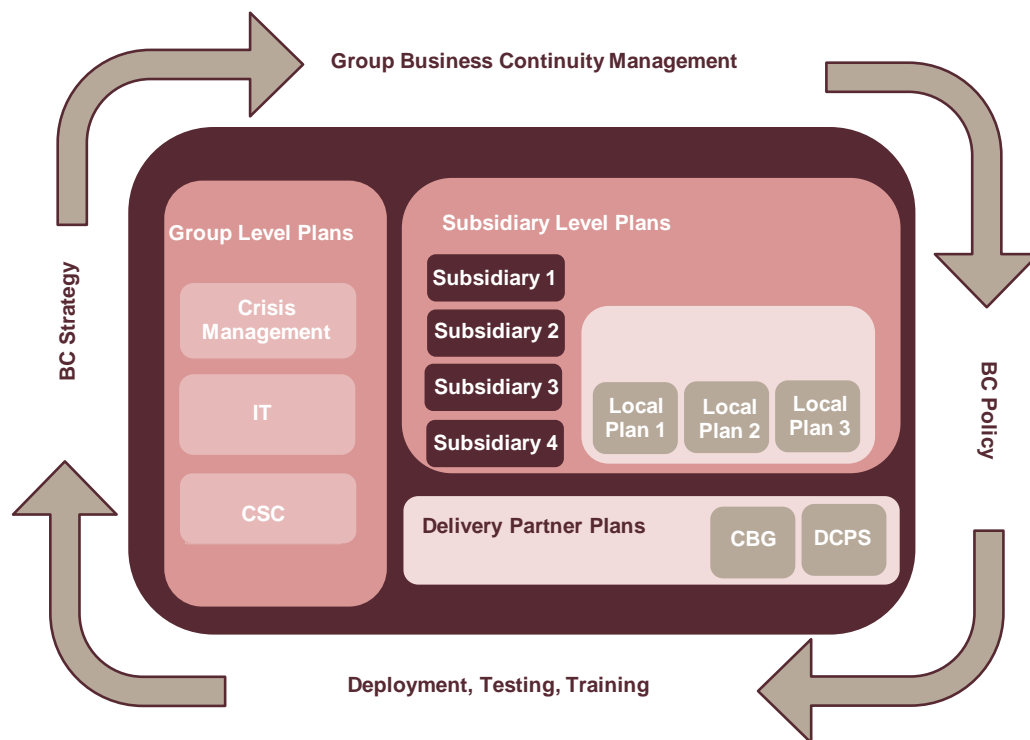 Group Business Continuity Management
BC Strategy
Group Level Plans
Crisis
Management
IT
CSC
Subsidiary Level Plans
Subsidiary 1
Subsidiary 2
Subsidiary 3
Subsidiary 4
Local
Plan 1
Local
Plan 2
Local
Plan 3
Delivery Partner Plans
CBG
DCPS
BC Policy
Deployment, Testing, Training